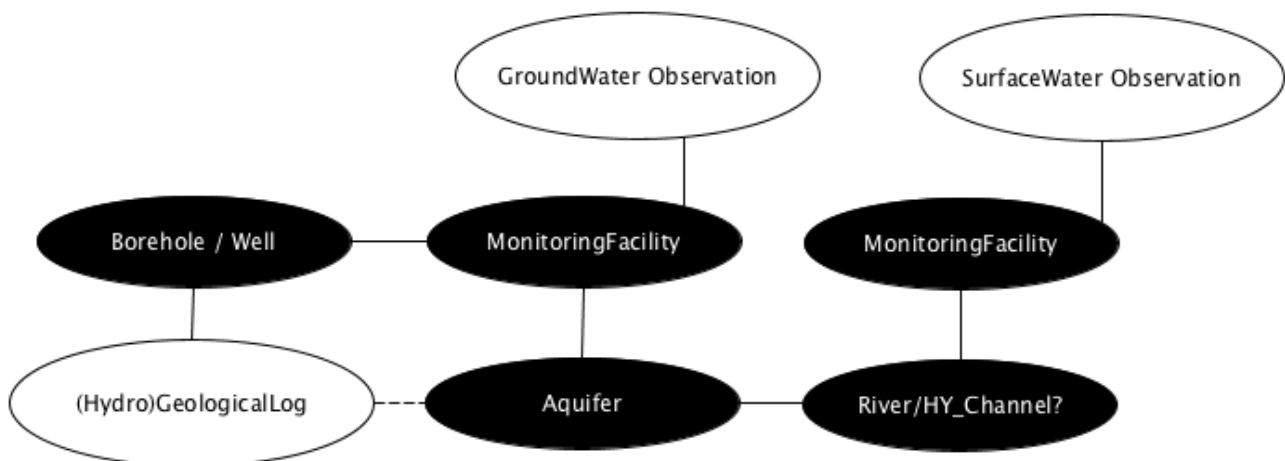 GroundWater Observation
SurfaceWater Observation
Borehole / Well
MonitoringFacility
MonitoringFacility
(Hydro)GeologicalLog
Aquifer
River/HY_Channel?